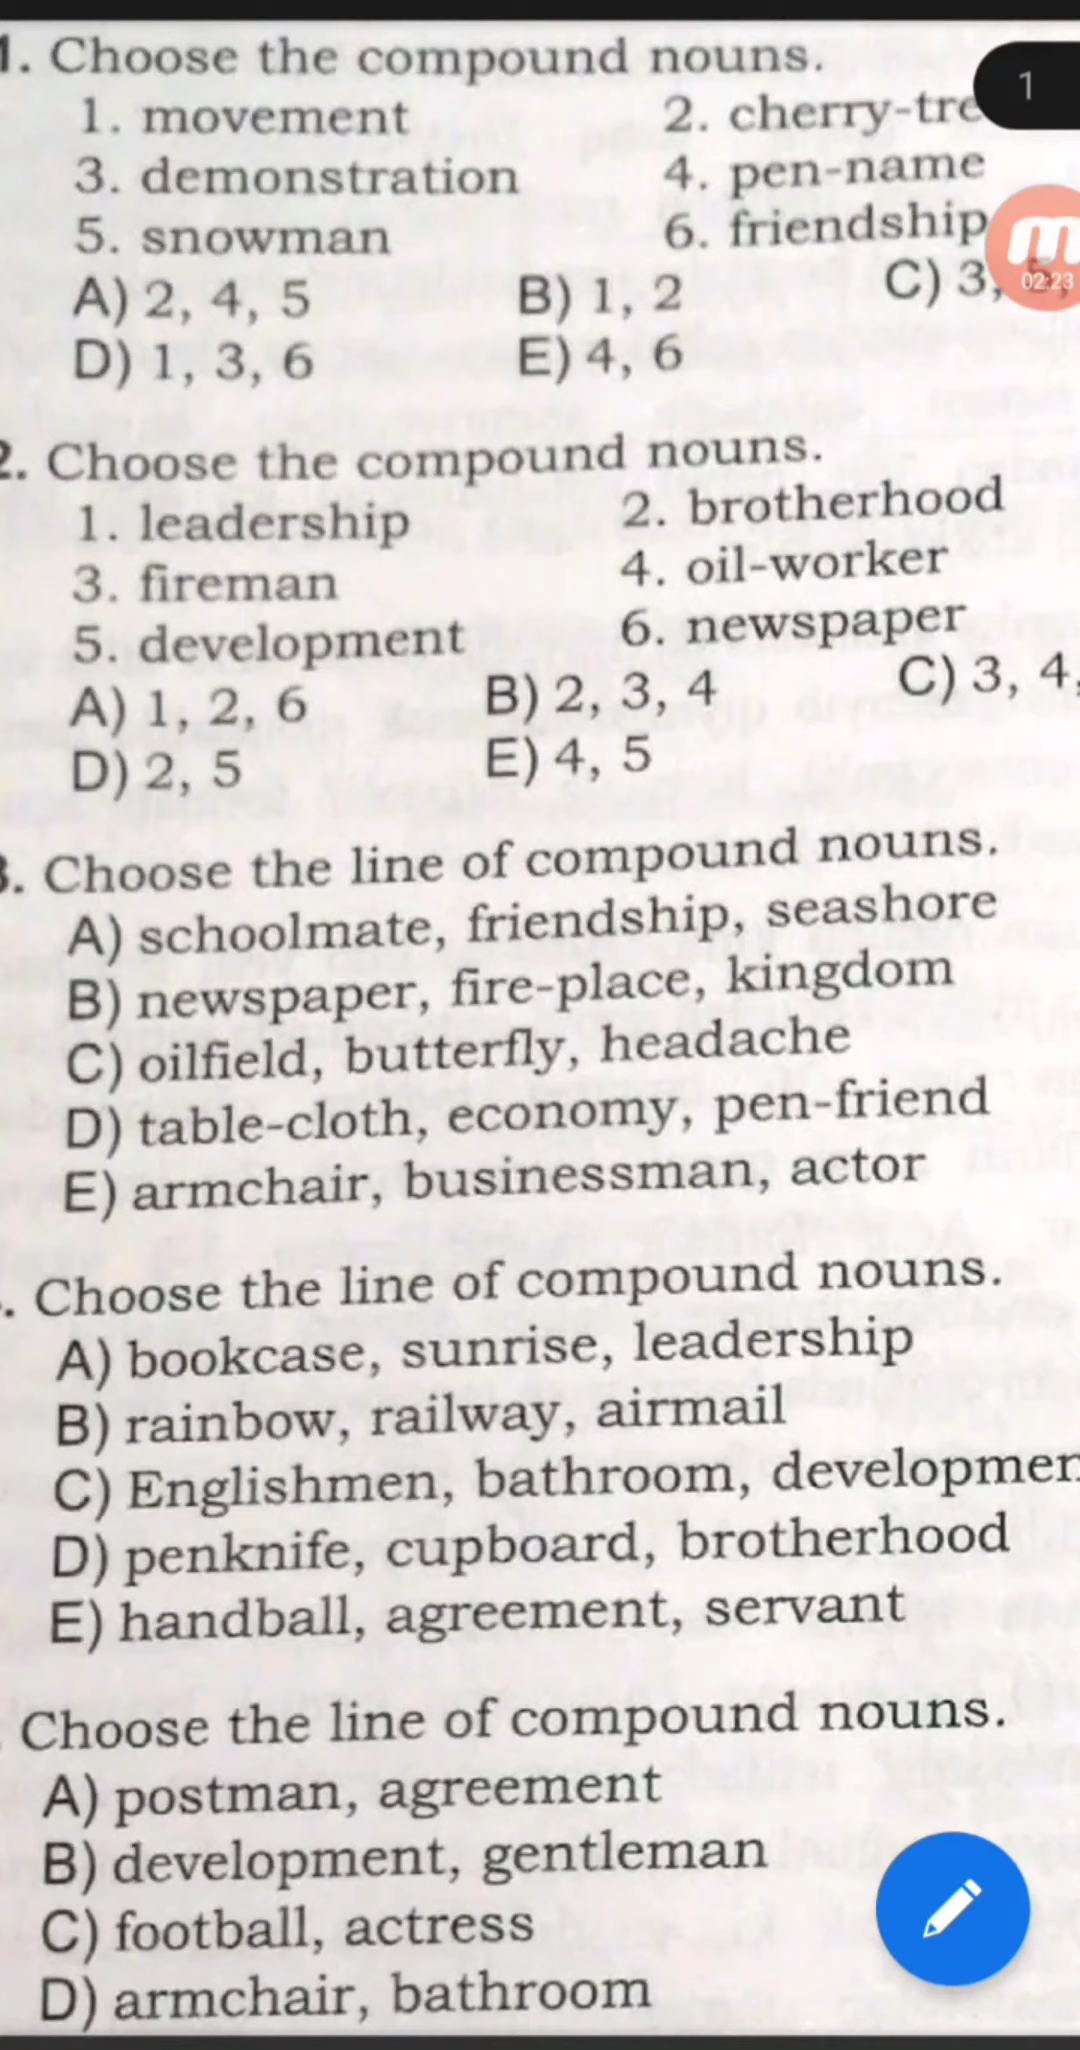 1. Choose the compound nouns.
1
1. movement 2. cherry-tre
3. demonstration 4. pen-name
5. snowman 6. friendship
02:23
A) 2, 4, 5 B) 1, 2 C) 3,
D) 1, 3, 6 E) 4, 6
2. Choose the compound nouns.
1. leadership 2. brotherhood
3. fireman 4. oil-worker
5. development 6. newspaper
A) 1, 2, 6 B) 2, 3, 4 C) 3, 4,
D) 2, 5 E) 4, 5
3. Choose the line of compound nouns.
A) schoolmate, friendship, seashore
B) newspaper, fire-place, kingdom
C) oilfield, butterfly, headache
D) table-cloth, economy, pen-friend
E) armchair, businessman, actor
. Choose the line of compound nouns.
A) bookcase, sunrise, leadership
B) rainbow, railway, airmail
C) Englishmen, bathroom, developmen
D) penknife, cupboard, brotherhood
E) handball, agreement, servant
Choose the line of compound nouns.
A) postman, agreement
B) development, gentleman
C) football, actress
D) armchair, bathroom